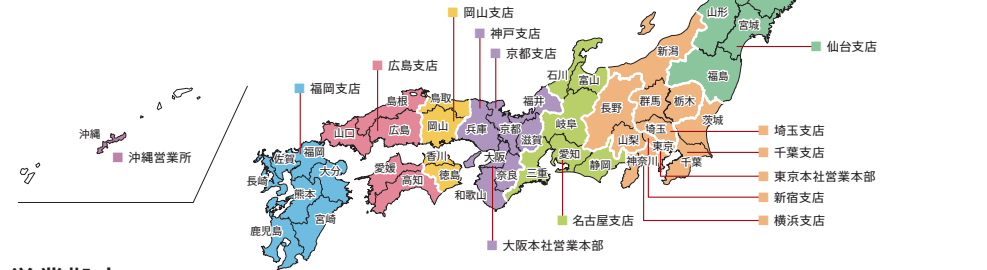 岡山支店
神戸支店
京都支店
広島支店
福岡支店
山形
宮城
仙台支店
新潟
福島
石川
富山
福井
長野
群馬
栃木
茨城
島根
鳥取
岡山
兵庫
京都
滋賀
岐阜
山梨
埼玉
東京
神奈川
千葉
埼玉支店
千葉支店
東京本社営業本部
新宿支店
横浜支店
山口
広島
香川
徳島
愛媛
高知
大阪
奈良
和歌山
三重
愛知
静岡
名古屋支店
大阪本社営業本部
沖縄
沖縄営業所
佐賀
福岡
長崎
大分
熊本
宮崎
鹿児島